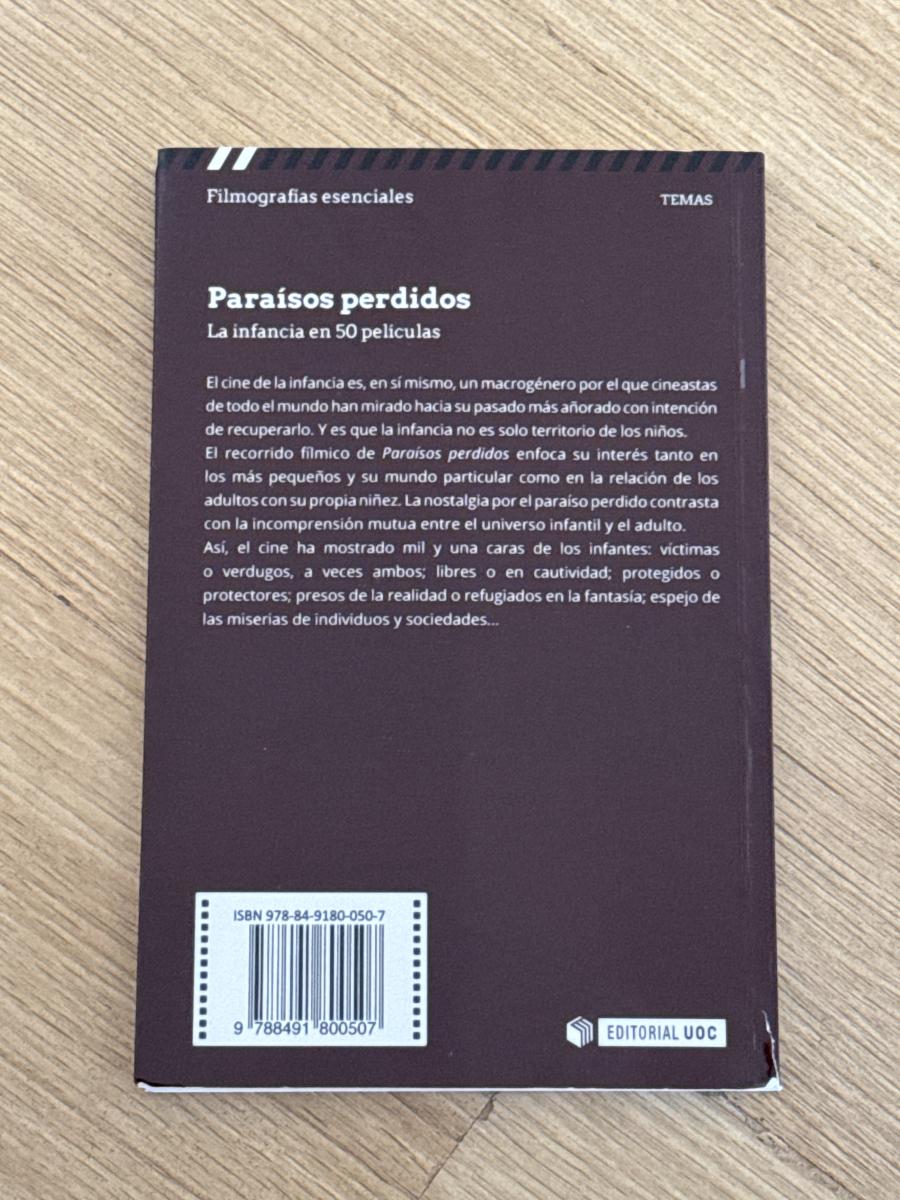 Filmografías esenciales
TEMAS
Paraísos perdidos
La infancia en 50 películas
El cine de la infancia es, en sí mismo, un macrogénero por el que cineastas
de todo el mundo han mirado hacia su pasado más añorado con intención
de recuperarlo. Y es que la infancia no es solo territorio de los niños.
El recorrido fílmico de Paraísos perdidos enfoca su interés tanto en
los más pequeños y su mundo particular como en la relación de los
adultos con su propia niñez. La nostalgia por el paraíso perdido contrasta
con la incomprensión mutua entre el universo infantil y el adulto.
Así, el cine ha mostrado mil y una caras de los infantes: víctimas
o verdugos, a veces ambos; libres o en cautividad; protegidos o
protectores; presos de la realidad o refugiados en la fantasía; espejo de
las miserias de individuos y sociedades...
ISBN 978-84-9180-050-7
9 788491 800507
EDITORIAL UOC